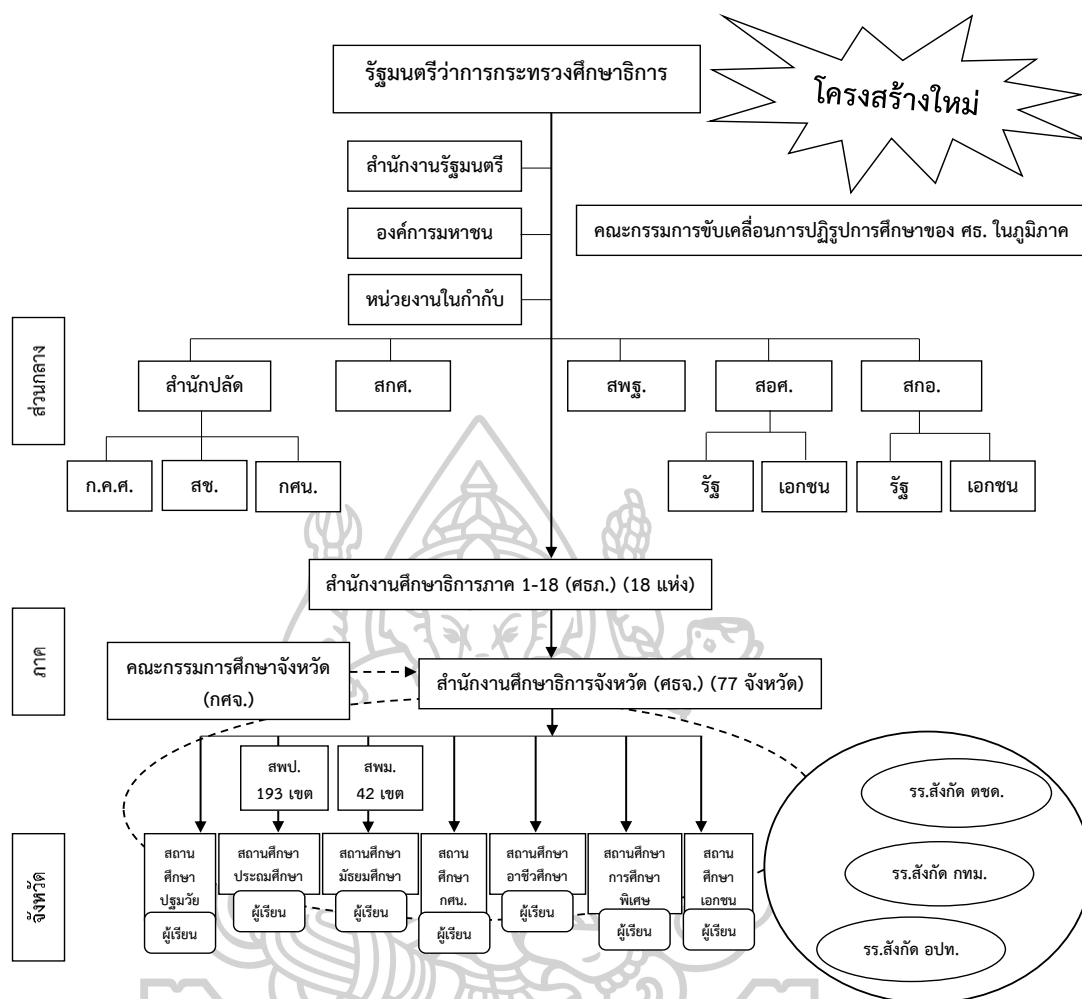 รัฐมนตรีว่าการกระทรวงศึกษาธิการ
โครงสร้างใหม่
สำนักงานรัฐมนตรี
องค์การมหาชน
คณะกรรมการขับเคลื่อนการปฏิรูปการศึกษาของ ศธ. ในภูมิภาค
หน่วยงานในกำกับ
ส่วนกลาง
สำนักปลัด
สกศ.
สพฐ.
สอศ.
สกอ.
ก.ค.ศ.
สช.
กศน.
รัฐ
เอกชน
รัฐ
เอกชน
สำนักงานศึกษาธิการภาค 1-18 (ศธภ.) (18 แห่ง)
ภาค
คณะกรรมการศึกษาจังหวัด
(กศจ.)
สำนักงานศึกษาธิการจังหวัด (ศธจ.) (77 จังหวัด)
สพป.
193 เขต
สพม.
42 เขต
จังหวัด
สถาน
ศึกษา
ปฐมวัย
ผู้เรียน
สถานศึกษา
ประถมศึกษา
ผู้เรียน
สถานศึกษา
มัธยมศึกษา
ผู้เรียน
สถาน
ศึกษา
กศน.
ผู้เรียน
สถานศึกษา
อาชีวศึกษา
ผู้เรียน
สถานศึกษา
การศึกษา
พิเศษ
ผู้เรียน
สถาน
ศึกษา
เอกชน
ผู้เรียน
รร.สังกัด ตชด.
รร.สังกัด กทม.
รร.สังกัด อปท.